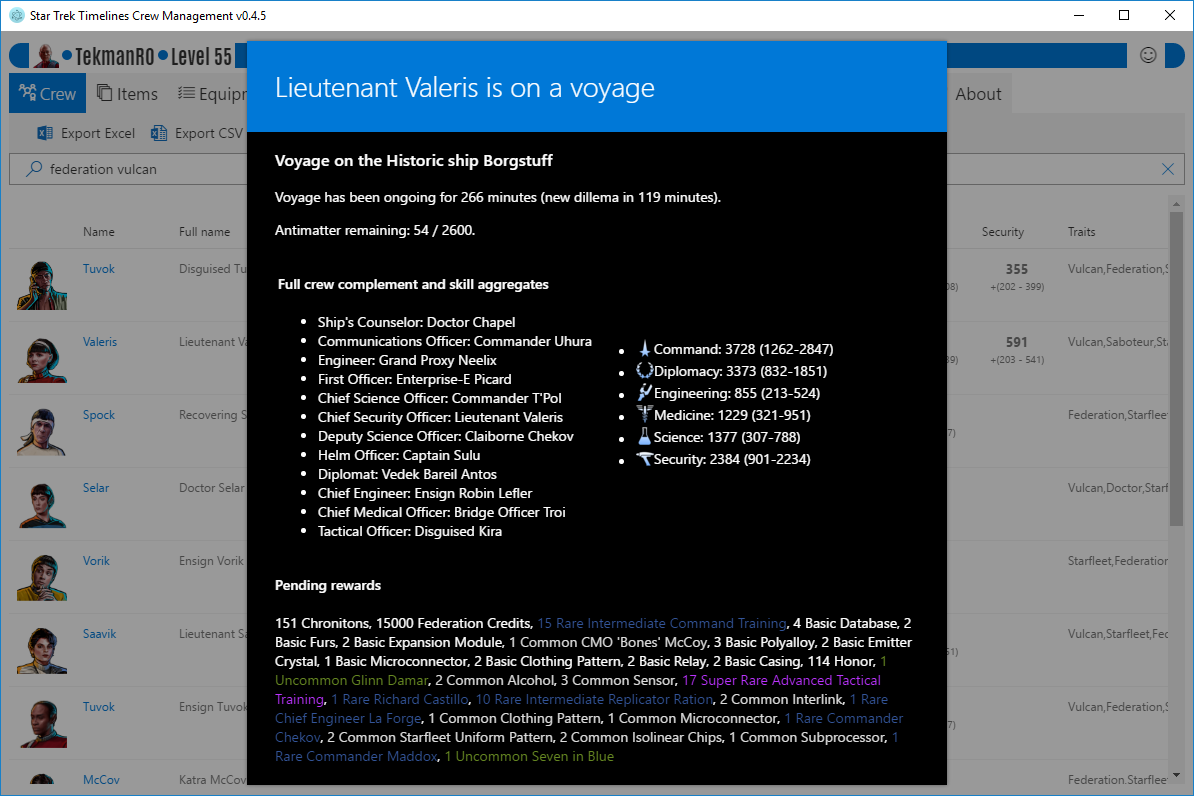 Star Trek Timelines Crew Management v0.4.5
TekmanRO Level 55
Crew Items Equipr About
Export Excel Export CSV
federation vulcan
Name Full name Security Traits
Tuvok Disguised Tu 355 Vulcan,Federation,S
+(202 - 399)
Valeris Lieutenant Va 591 Vulcan,Saboteur,Sta
+(203 - 541)
Spock Recovering S Federation,Starfleet
Selar Doctor Selar Vulcan,Doctor,Starf
Vorik Ensign Vorik Starfleet,Federation
Saavik Lieutenant Sa Vulcan,Starfleet,Fed
Tuvok Ensign Tuvok Vulcan,Federation,S
McCoy Katra McCoy Federation,Starfleet
Lieutenant Valeris is on a voyage
Voyage on the Historic ship Borgstuff
Voyage has been ongoing for 266 minutes (new dillema in 119 minutes).
Antimatter remaining: 54 / 2600.
Full crew complement and skill aggregates
Ship's Counselor: Doctor Chapel
Communications Officer: Commander Uhura
Engineer: Grand Proxy Neelix
First Officer: Enterprise-E Picard
Chief Science Officer: Commander T'Pol
Chief Security Officer: Lieutenant Valeris
Deputy Science Officer: Claiborne Chekov
Helm Officer: Captain Sulu
Diplomat: Vedek Bareil Antos
Chief Engineer: Ensign Robin Lefler
Chief Medical Officer: Bridge Officer Troi
Tactical Officer: Disguised Kira
Command: 3728 (1262-2847)
Diplomacy: 3373 (832-1851)
Engineering: 855 (213-524)
Medicine: 1229 (321-951)
Science: 1377 (307-788)
Security: 2384 (901-2234)
Pending rewards
151 Chronitons, 15000 Federation Credits, 15 Rare Intermediate Command Training, 4 Basic Database, 2
Basic Furs, 2 Basic Expansion Module, 1 Common CMO 'Bones' McCoy, 3 Basic Polyalloy, 2 Basic Emitter
Crystal, 1 Basic Microconnector, 2 Basic Clothing Pattern, 2 Basic Relay, 2 Basic Casing, 114 Honor, 1
Uncommon Glinn Damar, 2 Common Alcohol, 3 Common Sensor, 17 Super Rare Advanced Tactical
Training, 1 Rare Richard Castillo, 10 Rare Intermediate Replicator Ration, 2 Common Interlink, 1 Rare
Chief Engineer La Forge, 1 Common Clothing Pattern, 1 Common Microconnector, 1 Rare Commander
Chekov, 2 Common Starfleet Uniform Pattern, 2 Common Isolinear Chips, 1 Common Subprocessor, 1
Rare Commander Maddox, 1 Uncommon Seven in Blue